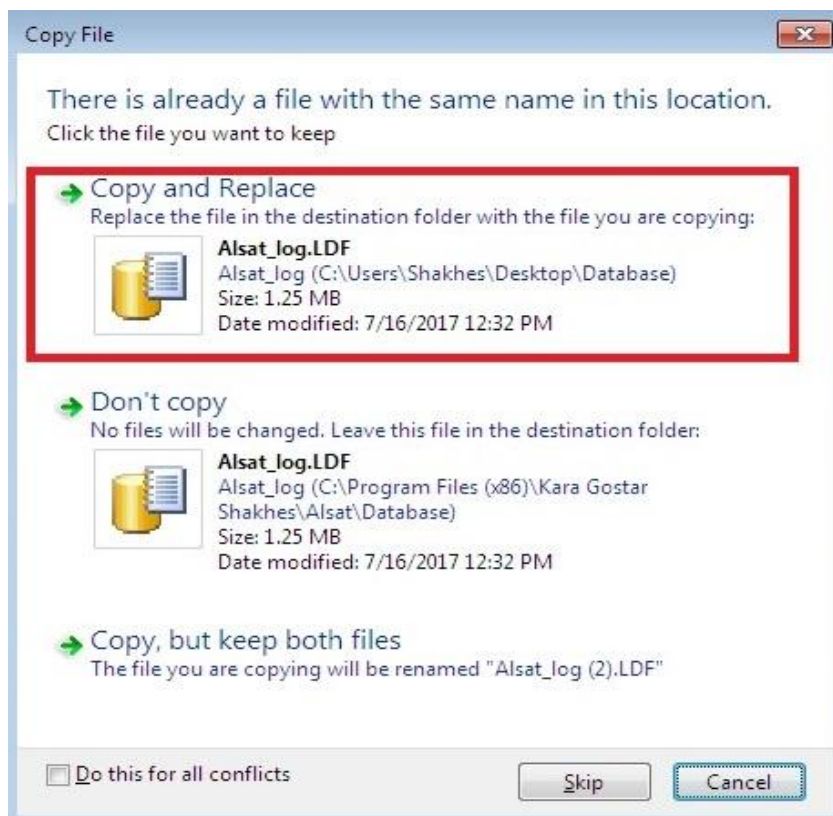 Copy File
There is already a file with the same name in this location.
Click the file you want to keep
Copy and Replace
Replace the file in the destination folder with the file you are copying:
Alsat_log.LDF
Alsat_log (C:\Users\Shakhes\Desktop\Database)
Size: 1.25 MB
Date modified: 7/16/2017 12:32 PM
Don't copy
No files will be changed. Leave this file in the destination folder:
Alsat_log.LDF
Alsat_log (C:\Program Files (x86)\Kara Gostar
Shakhes\Alsat\Database)
Size: 1.25 MB
Date modified: 7/16/2017 12:32 PM
Copy, but keep both files
The file you are copying will be renamed "Alsat_log (2).LDF"
Do this for all conflicts
Skip
Cancel